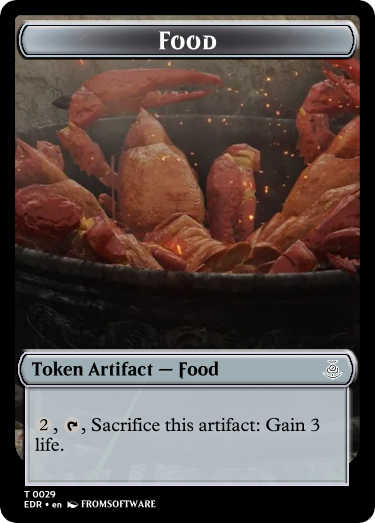 Food
Token Artifact — Food
2, , Sacrifice this artifact: Gain 3
life.
T 0029
EDR • en FROMSOFTWARE